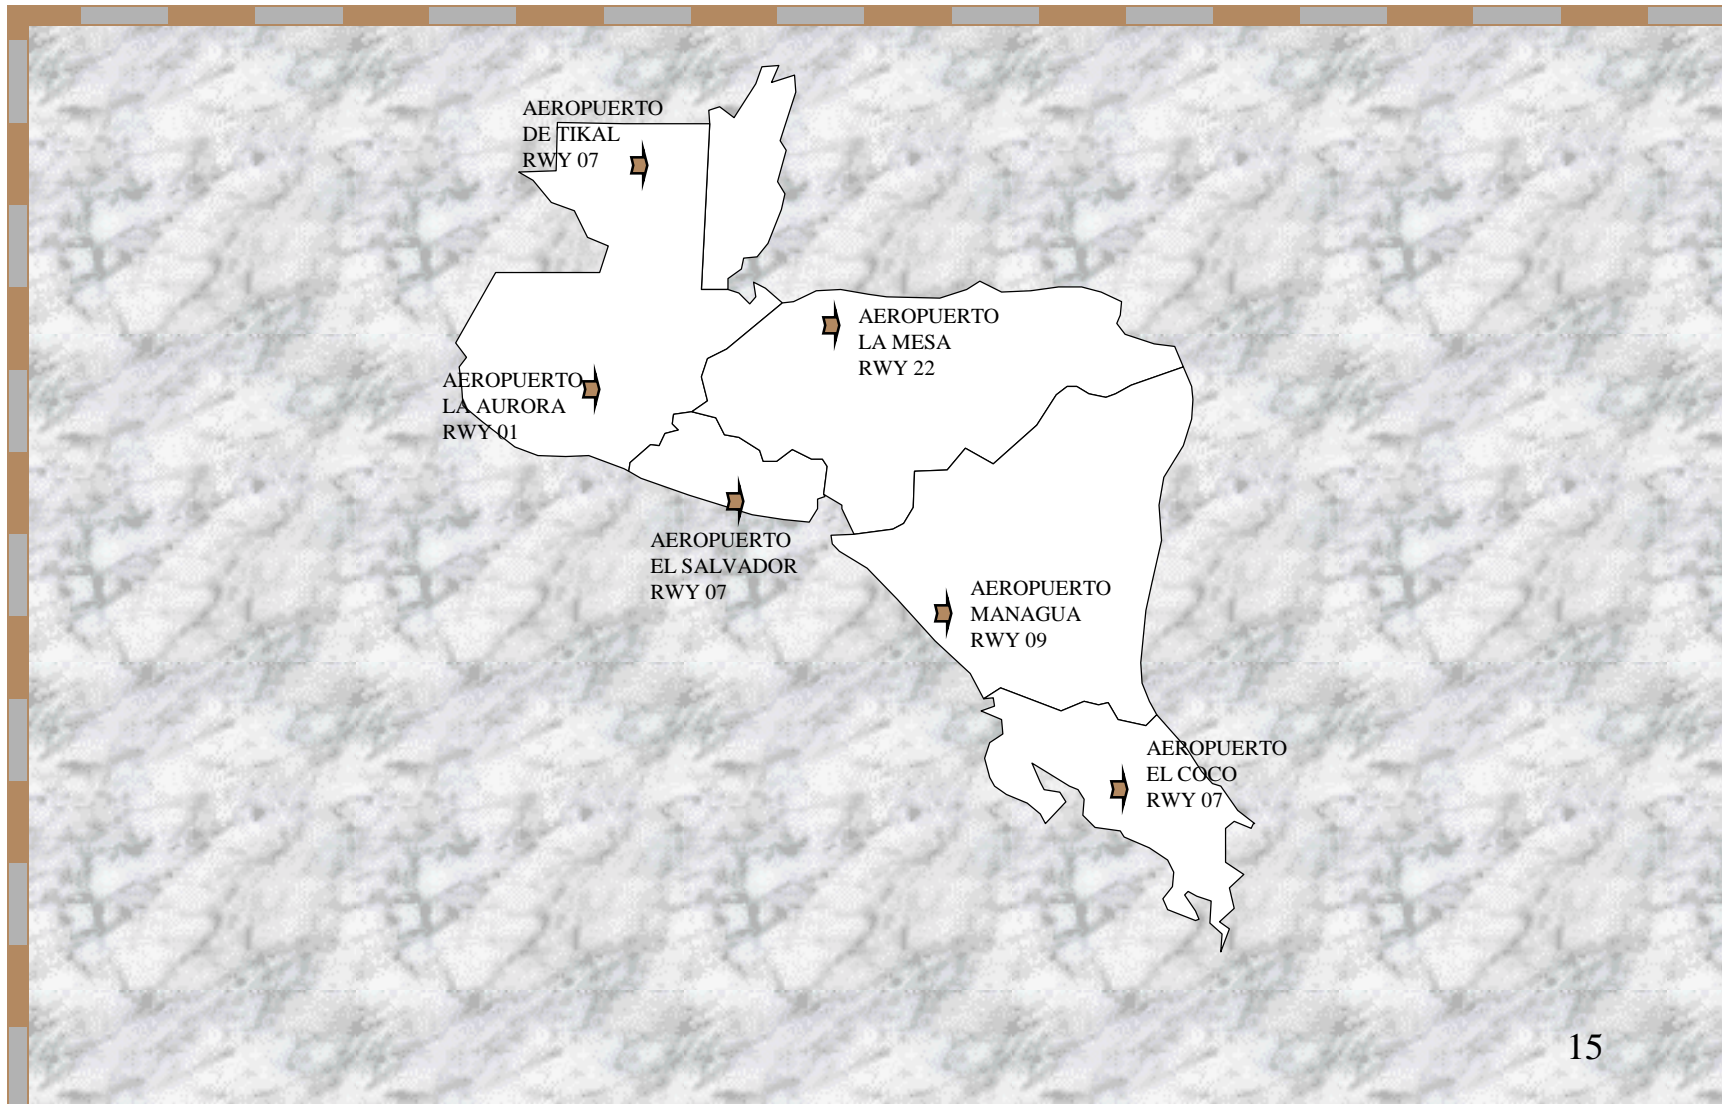 AEROPUERTO
DE TIKAL
RWY 07
AEROPUERTO
LA MESA
RWY 22
AEROPUERTO
LA AURORA
RWY 01
AEROPUERTO
EL SALVADOR
RWY 07
AEROPUERTO
MANAGUA
RWY 09
AEROPUERTO
EL COCO
RWY 07
15